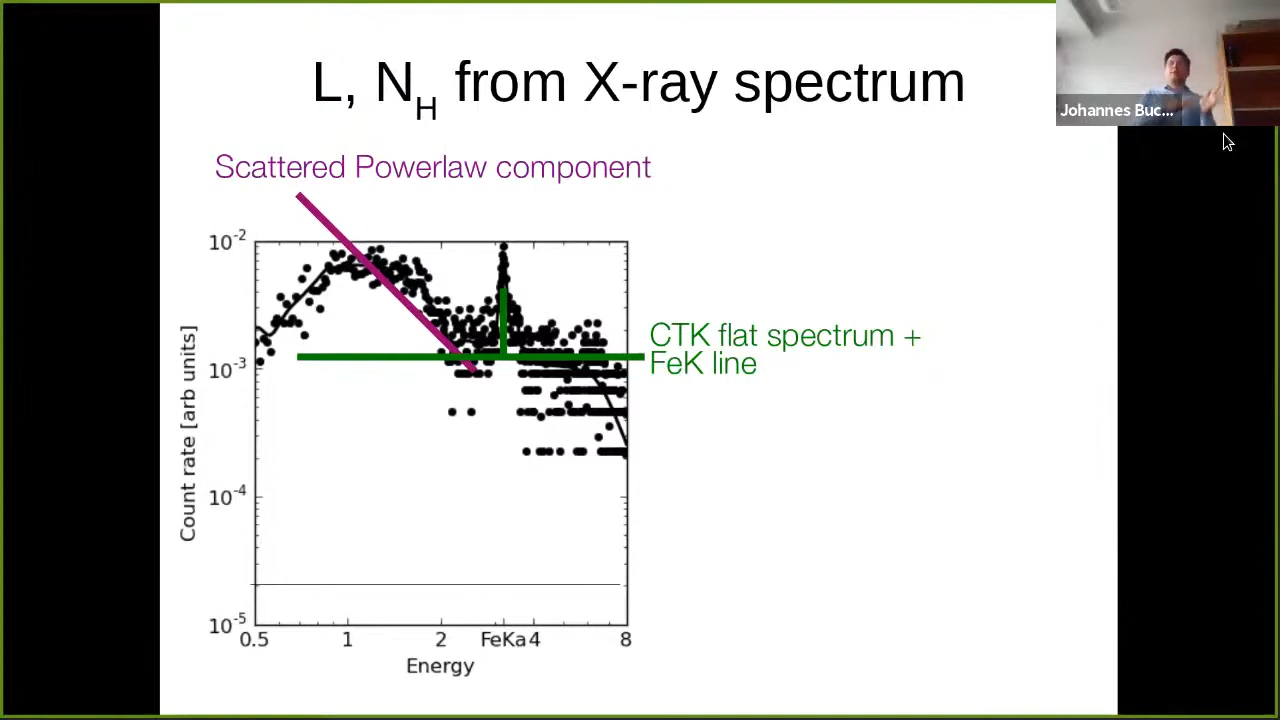 L, N_H from X-ray spectrum
Johannes Buc...
Scattered Powerlaw component
CTK flat spectrum +
FeK line
Count rate [arb units]
10^-2
10^-3
10^-4
10^-5
0.5 1 2 FeKa 4 8
Energy